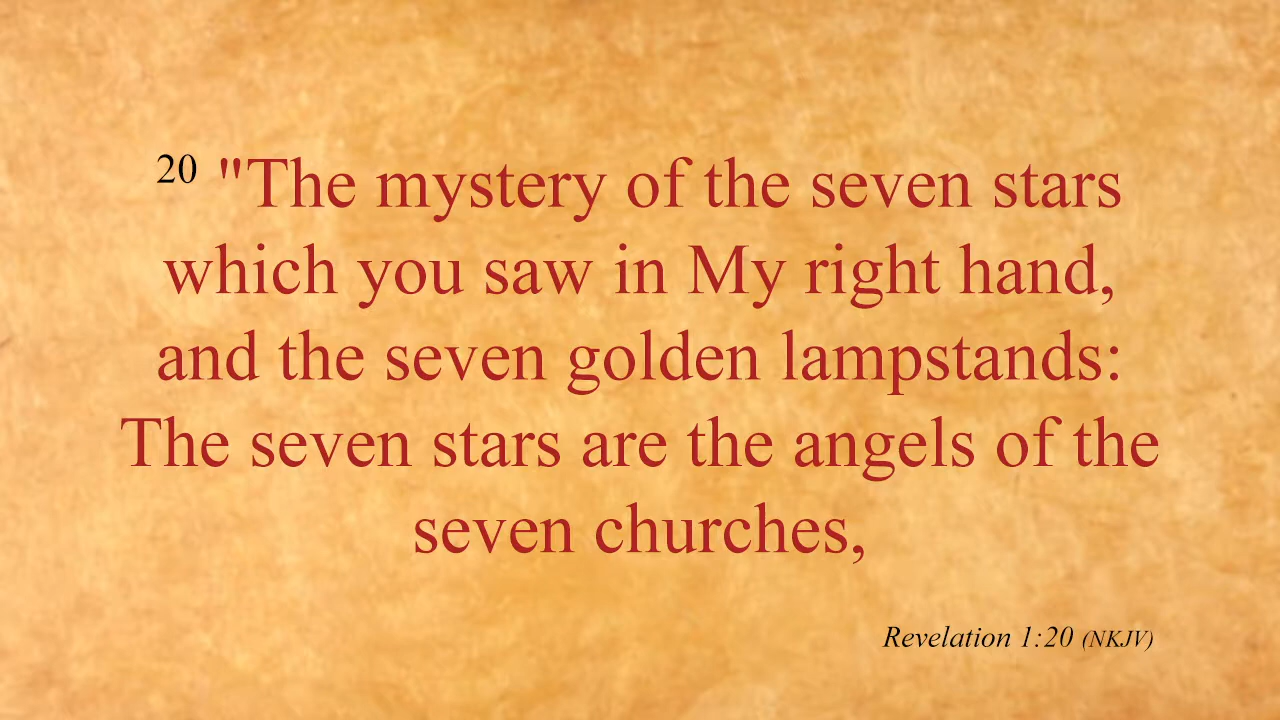 20 "The mystery of the seven stars
which you saw in My right hand,
and the seven golden lampstands:
The seven stars are the angels of the
seven churches,
Revelation 1:20 (NKJV)